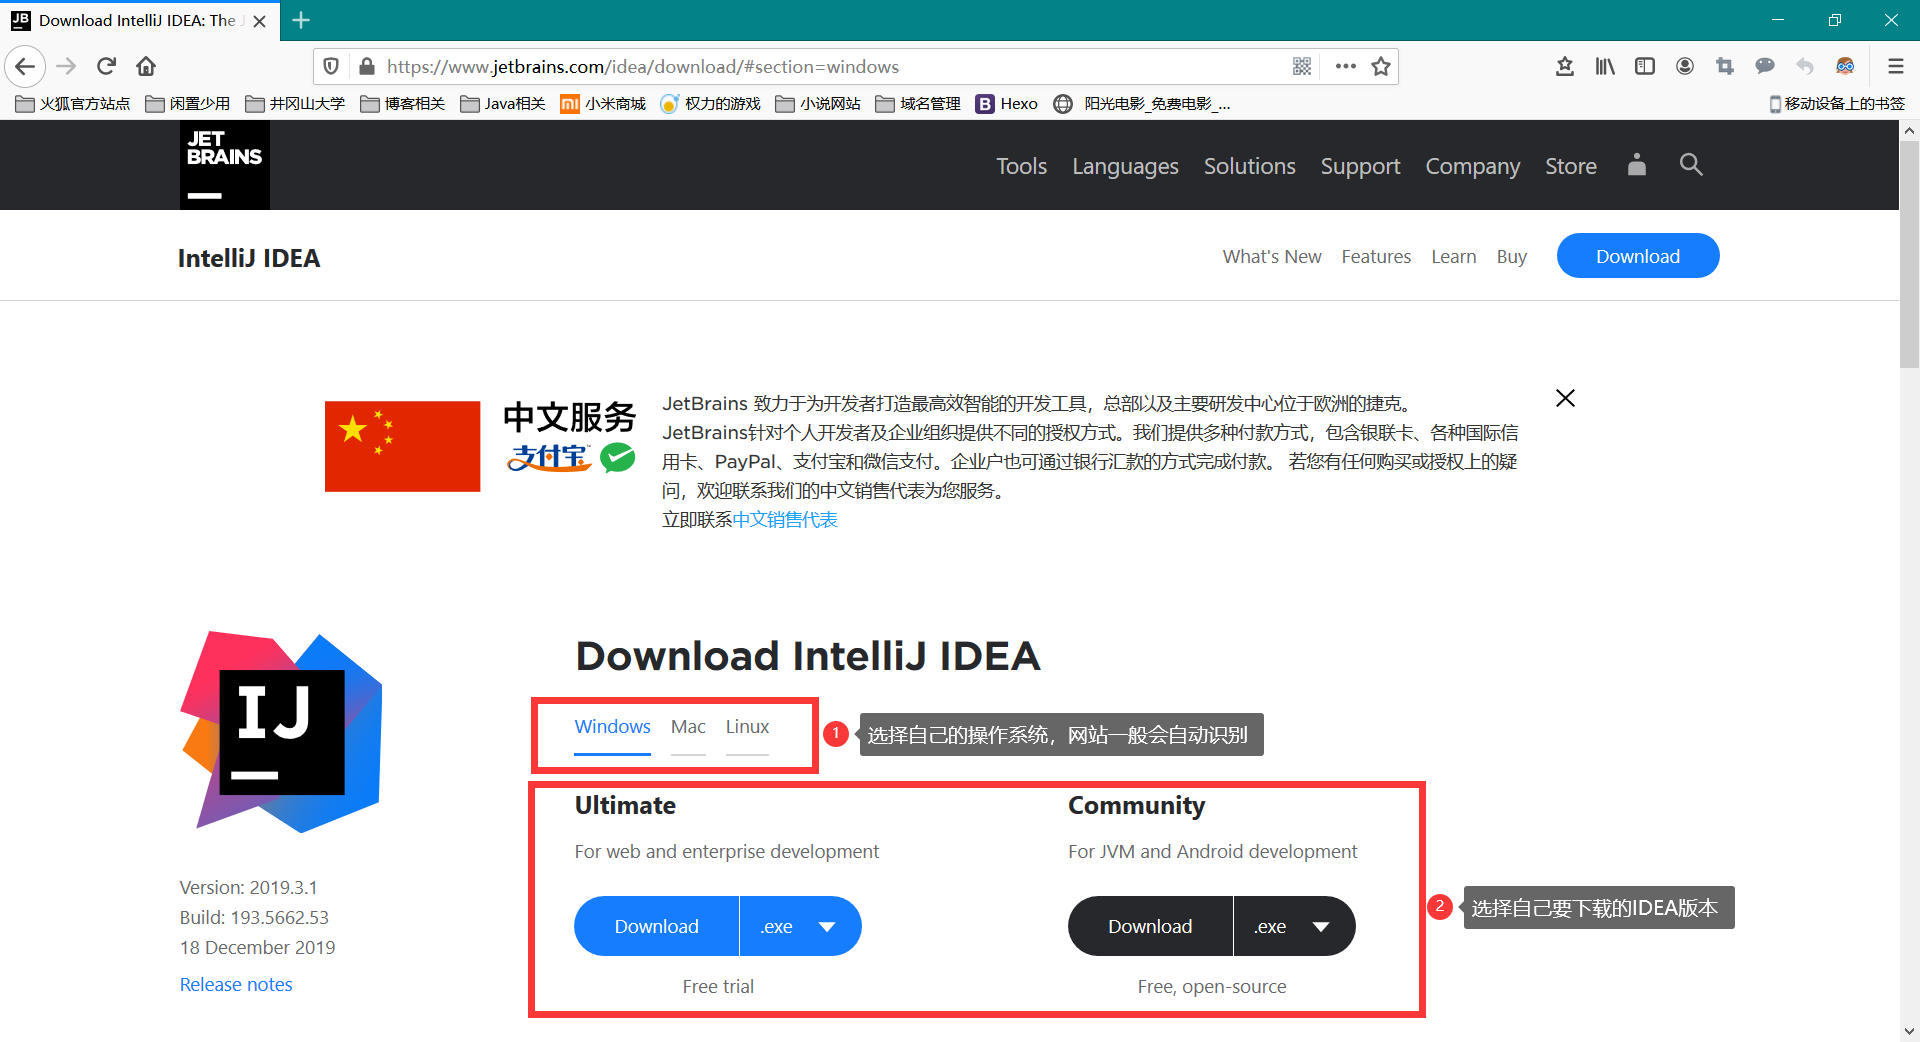 JB Download IntelliJ IDEA: The J
https://www.jetbrains.com/idea/download/#section=windows
火狐官方站点 闲置少用 井冈山大学 博客相关 Java相关 小米商城 权力的游戏 小说网站 域名管理 B Hexo 阳光电影_免费电影_... 移动设备上的书签
JET
BRAINS
Tools Languages Solutions Support Company Store
IntelliJ IDEA
What's New Features Learn Buy Download
中文服务
支付宝
JetBrains 致力于为开发者打造最高效智能的开发工具，总部以及主要研发中心位于欧洲的捷克。
JetBrains针对个人开发者及企业组织提供不同的授权方式。我们提供多种付款方式，包含银联卡、各种国际信
用卡、PayPal、支付宝和微信支付。企业户也可通过银行汇款的方式完成付款。 若您有任何购买或授权上的疑
问，欢迎联系我们的中文销售代表为您服务。
立即联系中文销售代表
IJ
Download IntelliJ IDEA
Windows Mac Linux
1 选择自己的操作系统，网站一般会自动识别
Ultimate
For web and enterprise development
Download .exe
Free trial
Community
For JVM and Android development
Download .exe
Free, open-source
2 选择自己要下载的IDEA版本
Version: 2019.3.1
Build: 193.5662.53
18 December 2019
Release notes